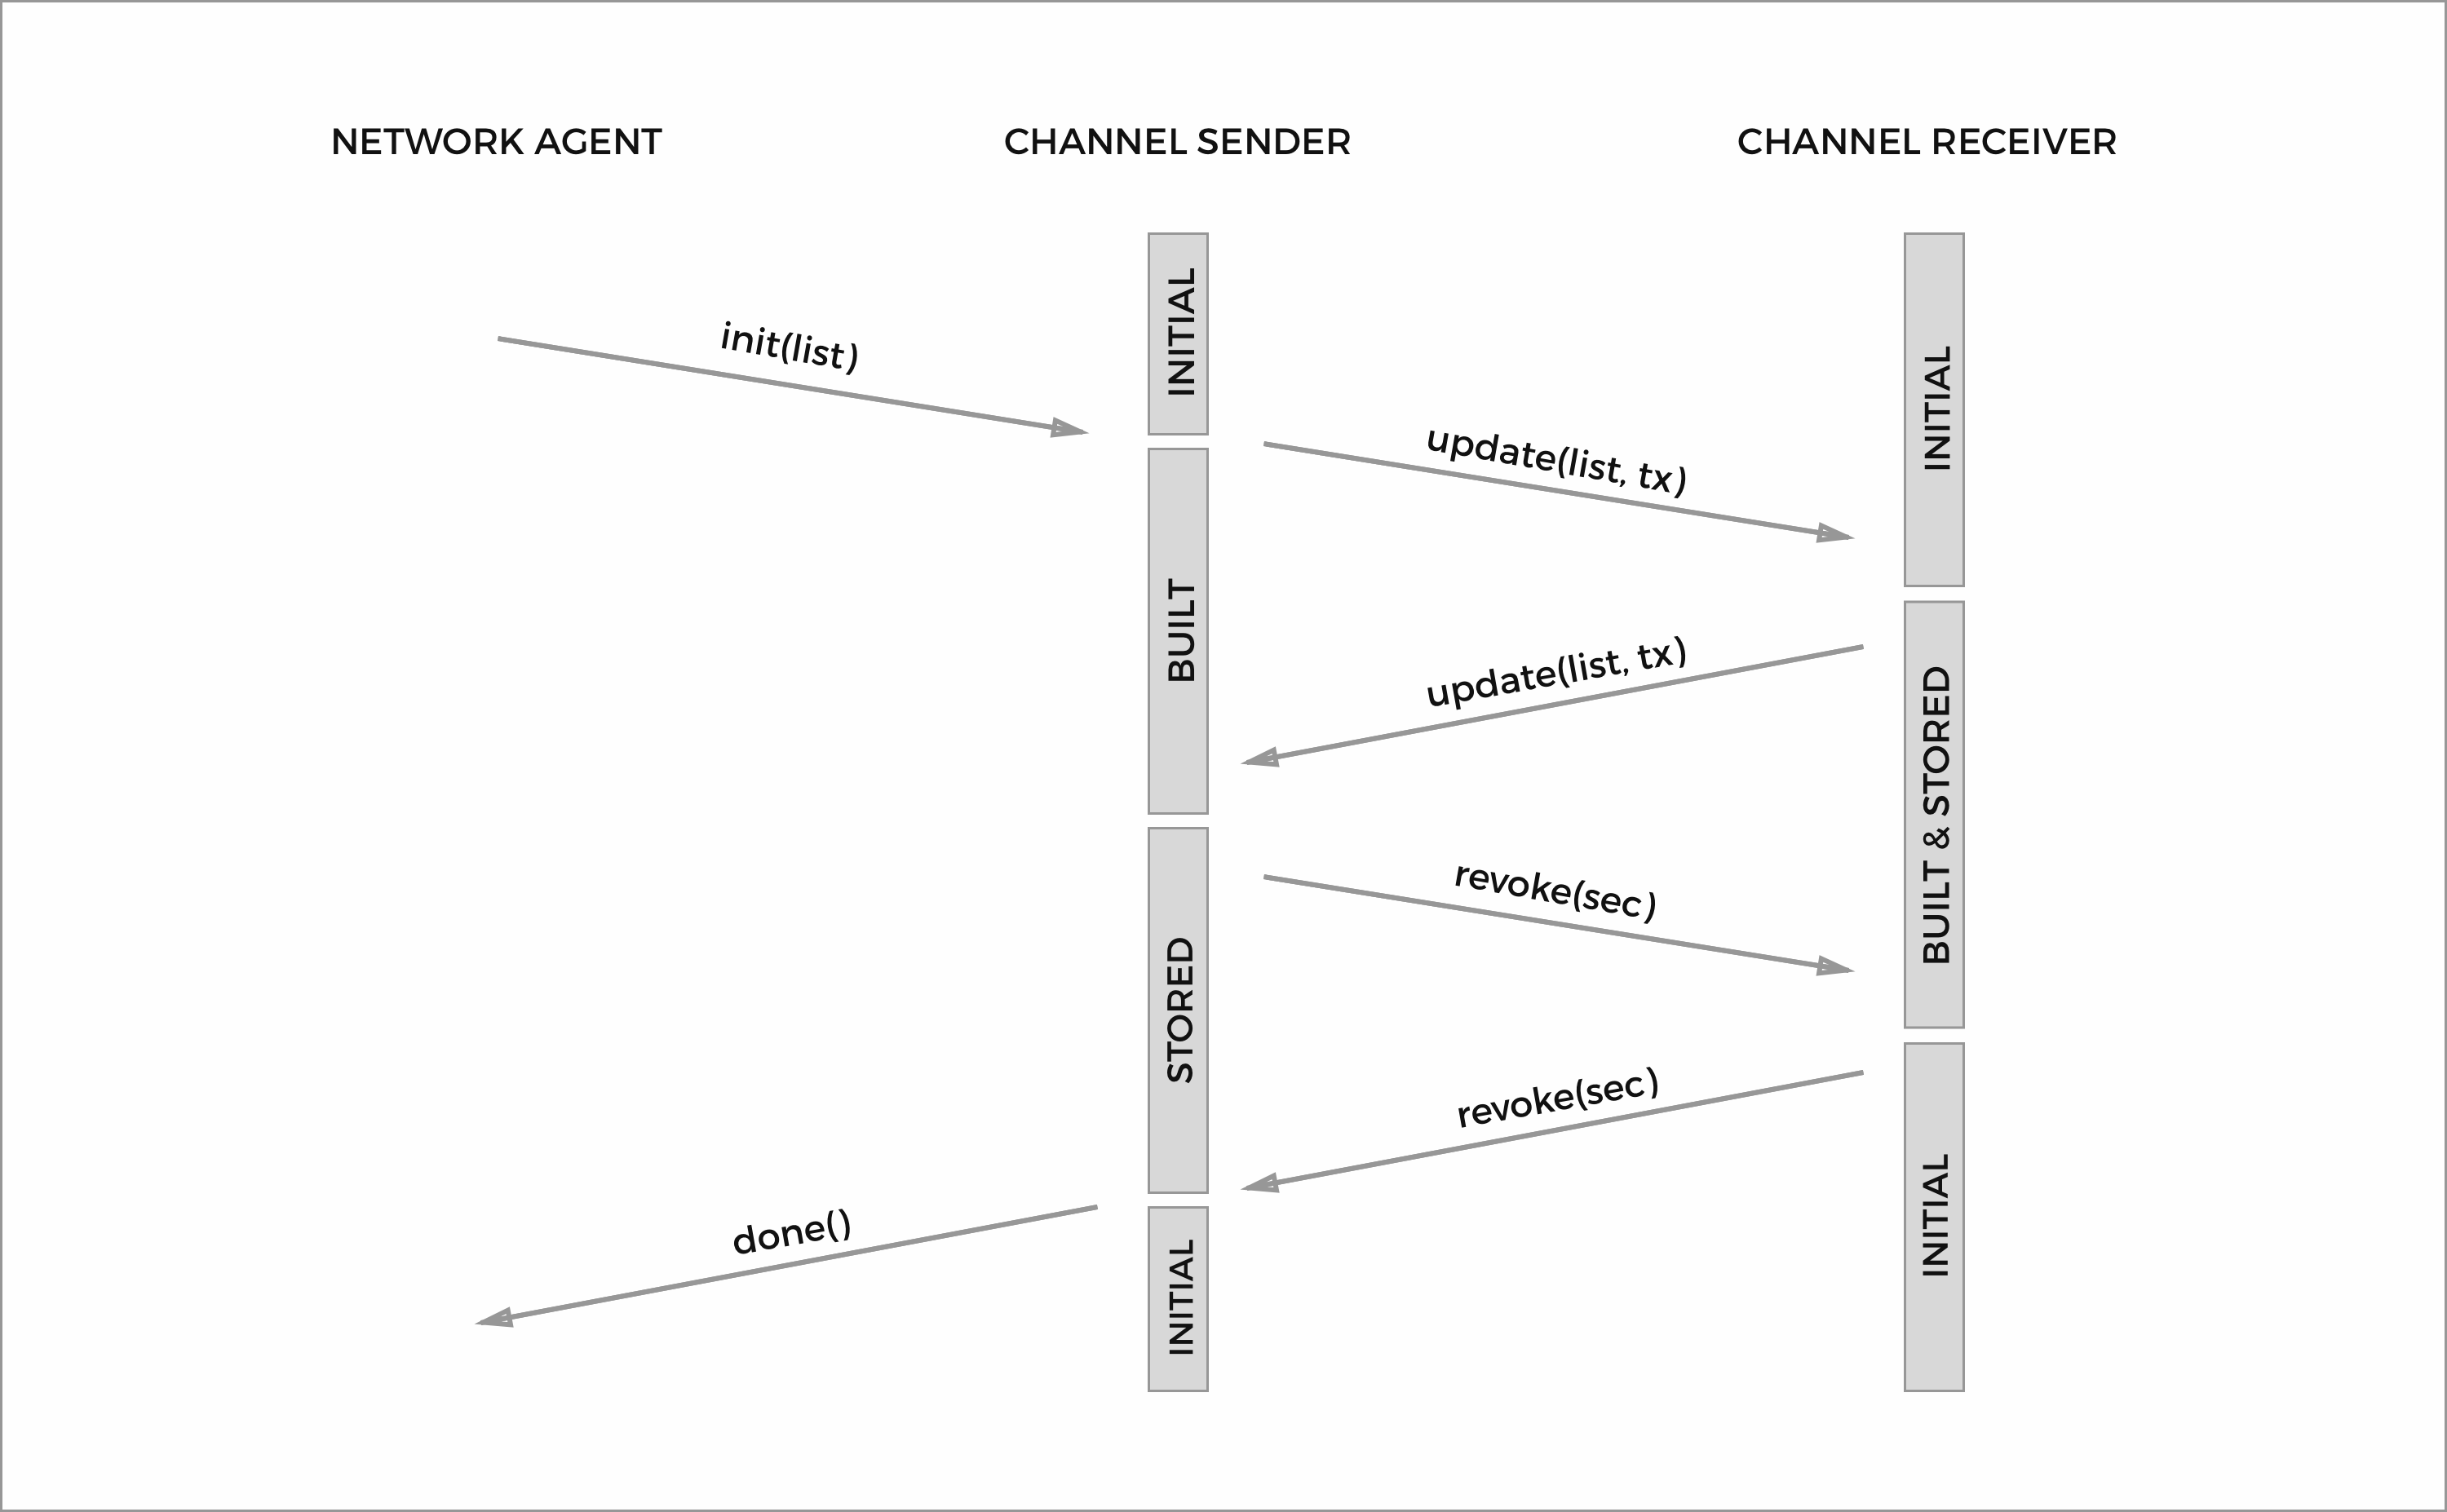 NETWORK AGENT
CHANNEL SENDER
CHANNEL RECEIVER
INITIAL
INITIAL
init(list)
update(list, tx)
BUILT
update(list, tx)
BUILT & STORED
revoke(sec)
STORED
revoke(sec)
INITIAL
done()
INITIAL